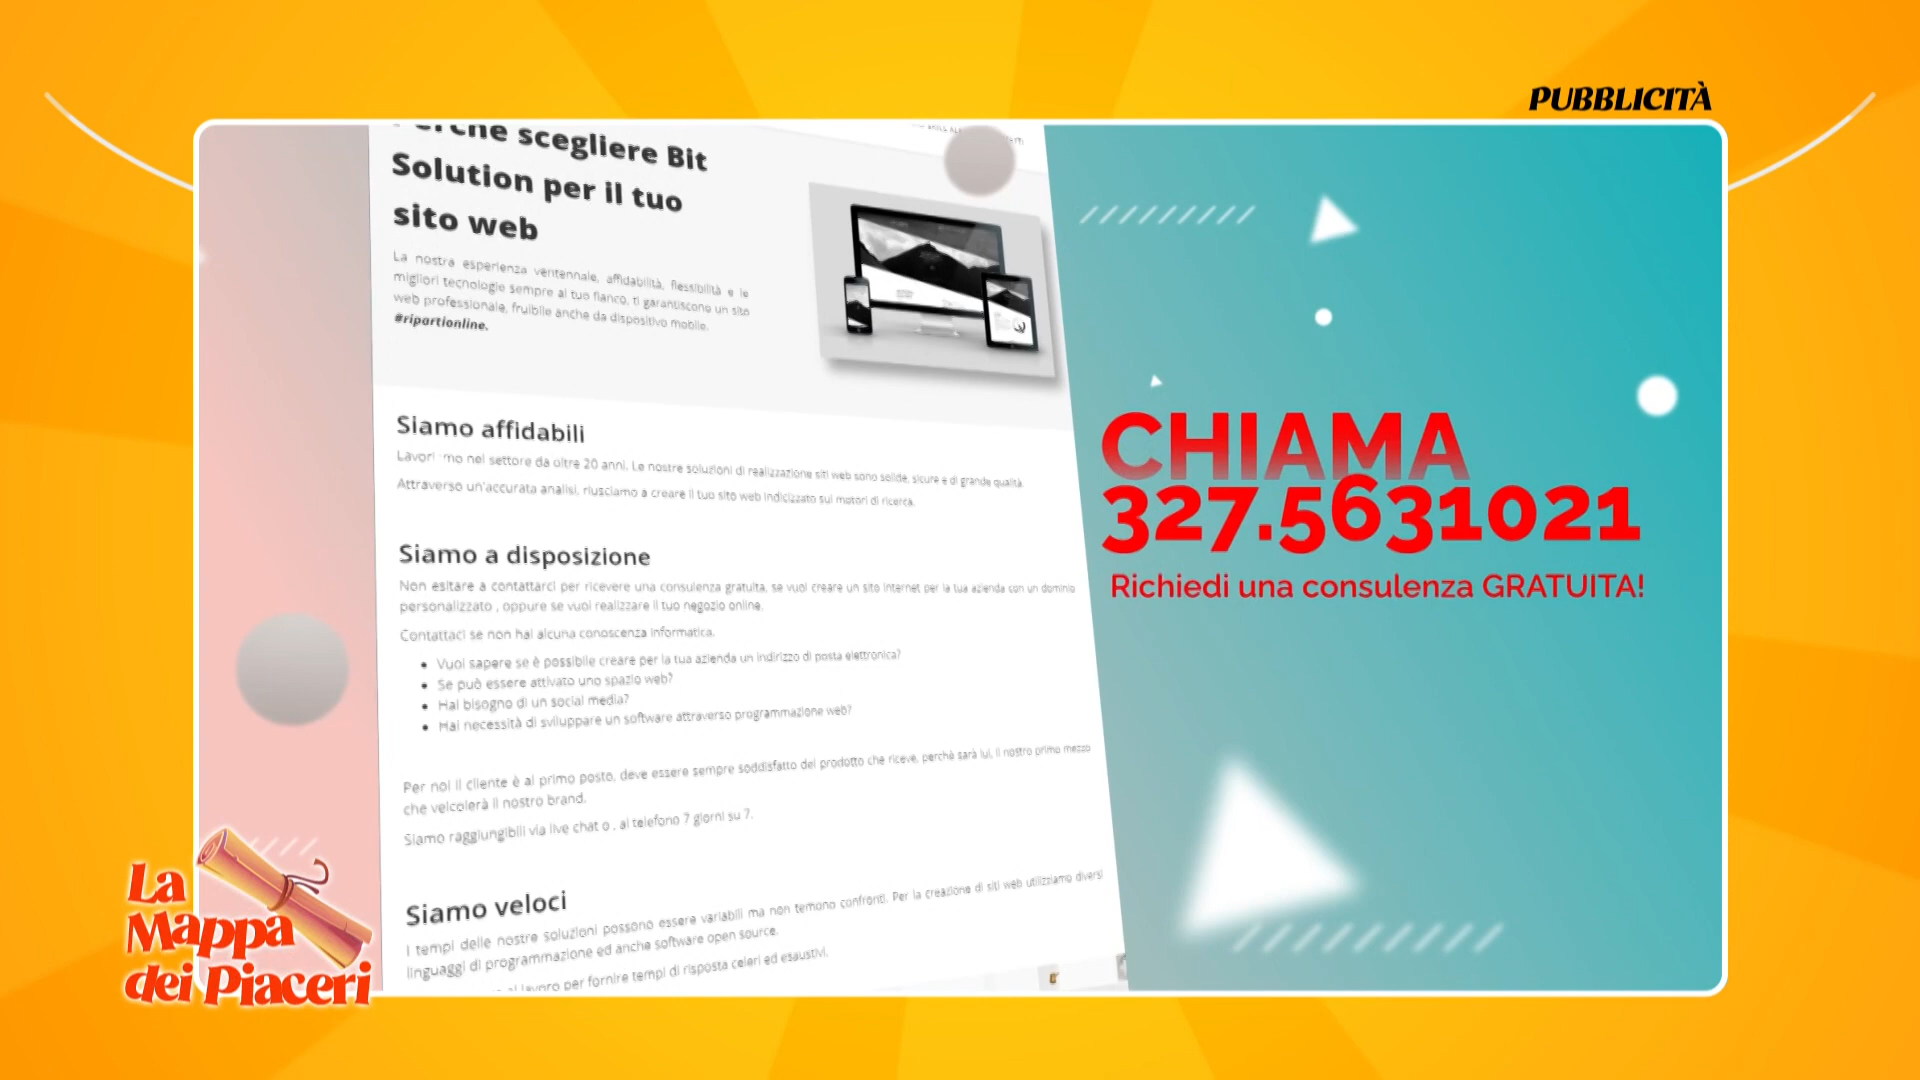 PUBBLICITÀ
Perchè scegliere Bit
Solution per il tuo
sito web
La nostra esperienza ventennale, affidabilità, flessibilità e le
migliori tecnologie sempre al tuo fianco, ti garantiscono un sito
web professionale, fruibile anche da dispositivo mobile.
#ripartionline.
Siamo affidabili
Lavoriamo nel settore da oltre 20 anni. Le nostre soluzioni di realizzazione siti web sono solide, sicure e di grande qualità.
Attraverso un'accurata analisi, riusciamo a creare il tuo sito web indicizzato sui motori di ricerca.
Siamo a disposizione
Non esitare a contattarci per ricevere una consulenza gratuita, se vuoi creare un sito internet per la tua azienda con un dominio
personalizzato , oppure se vuoi realizzare il tuo negozio online.
Contattaci se non hai alcuna conoscenza informatica.
• Vuoi sapere se è possibile creare per la tua azienda un indirizzo di posta elettronica?
• Se può essere attivato uno spazio web?
• Hai bisogno di un social media?
• Hai necessità di sviluppare un software attraverso programmazione web?
Per noi il cliente è al primo posto, deve essere sempre soddisfatto del prodotto che riceve, perchè sarà lui, il nostro primo mezzo
che veicolerà il nostro brand.
Siamo raggiungibili via live chat o , al telefono 7 giorni su 7.
Siamo veloci
I tempi delle nostre soluzioni possono essere variabili ma non temono confronti. Per la creazione di siti web utilizziamo diversi
linguaggi di programmazione ed anche software open source.
al lavoro per fornire tempi di risposta celeri ed esaustivi.
CHIAMA
327.5631021
Richiedi una consulenza GRATUITA!
La
Mappa
dei Piaceri